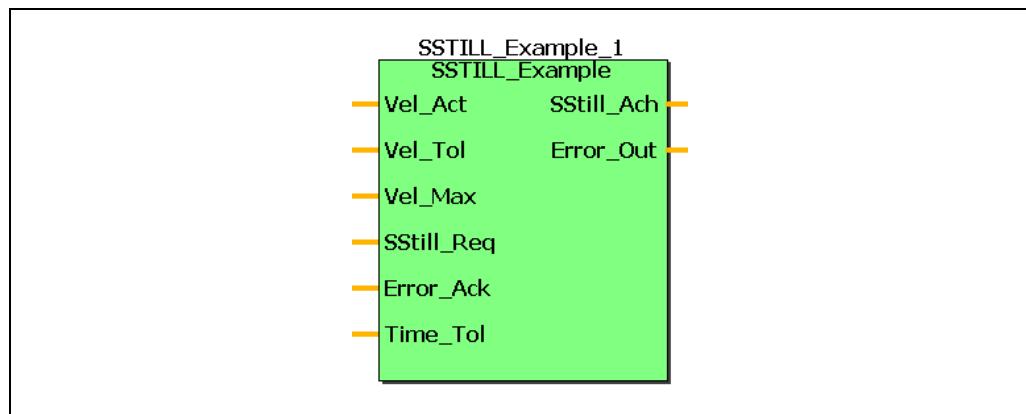 SSTILL_Example_1
SSTILL_Example
Vel_Act SStill_Ach
Vel_Tol Error_Out
Vel_Max
SStill_Req
Error_Ack
Time_Tol